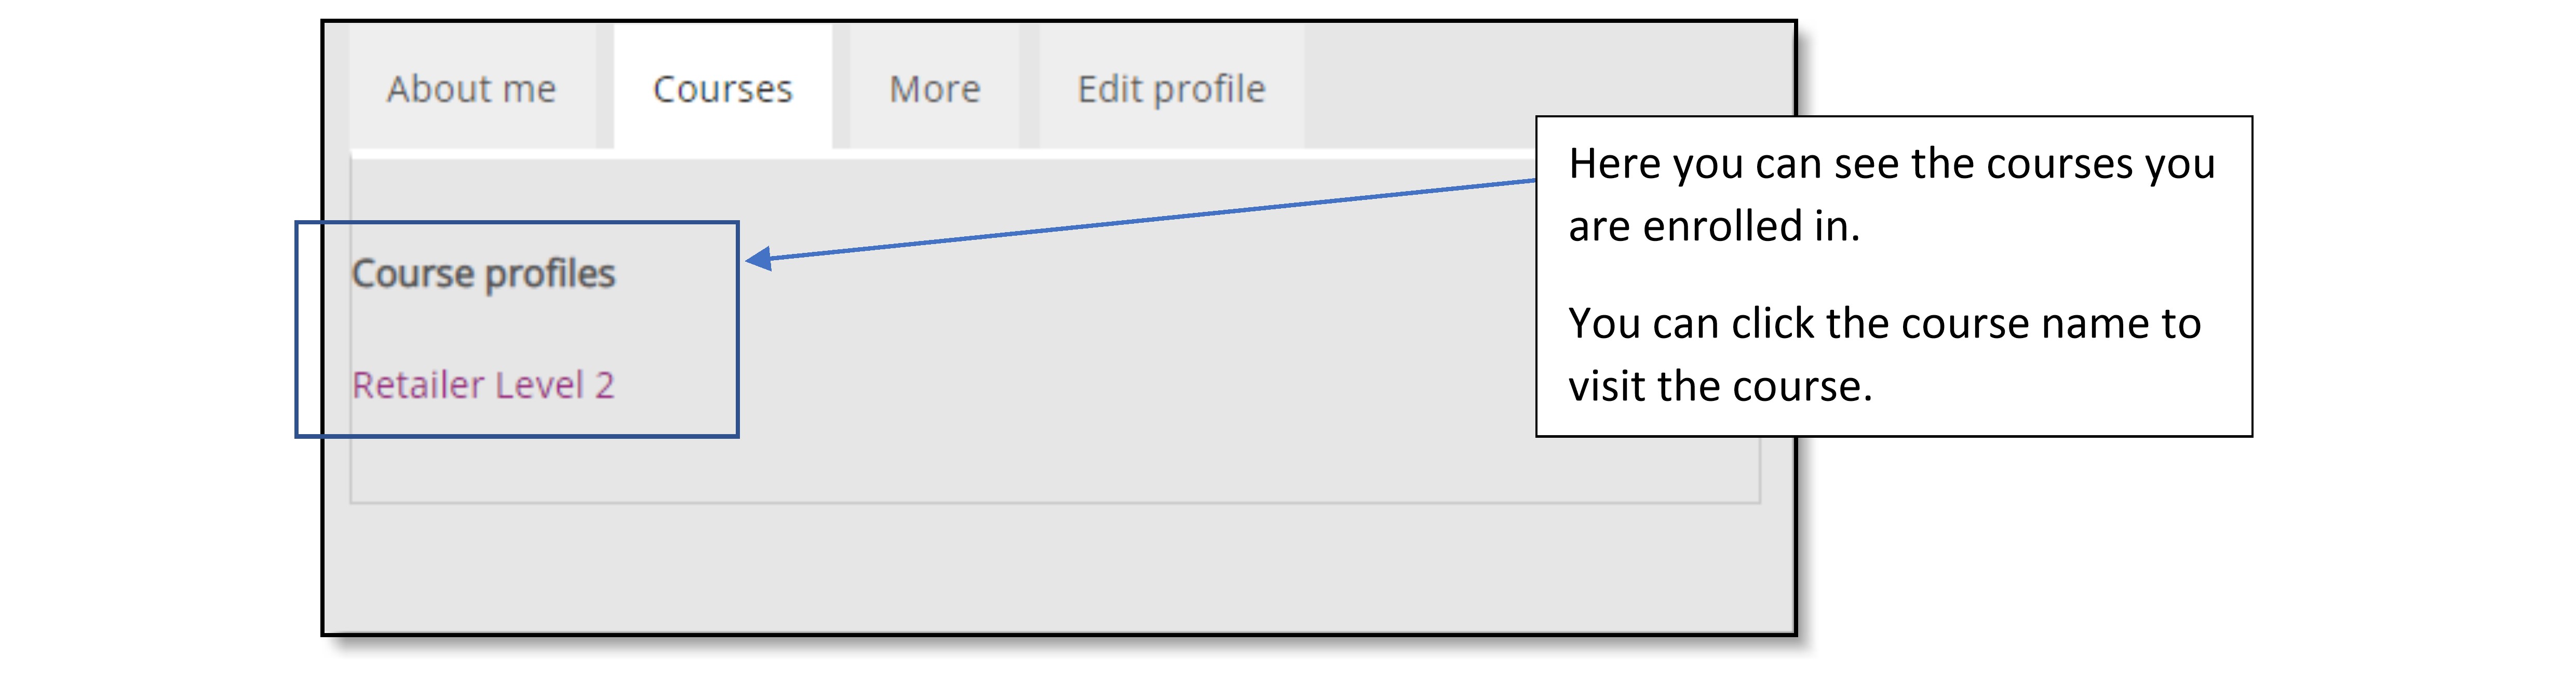 About me Courses More Edit profile
Here you can see the courses you
are enrolled in.
You can click the course name to
visit the course.
Course profiles
Retailer Level 2